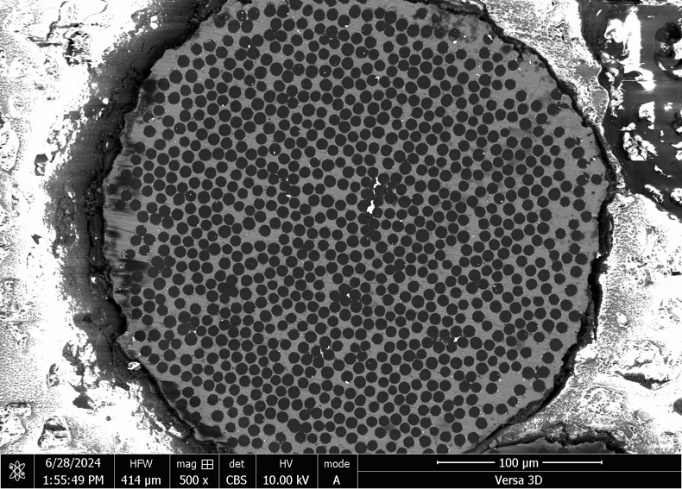 6/28/2024 HFW mag det HV mode 100 µm
1:55:49 PM 414 µm 500 x CBS 10.00 kV A Versa 3D